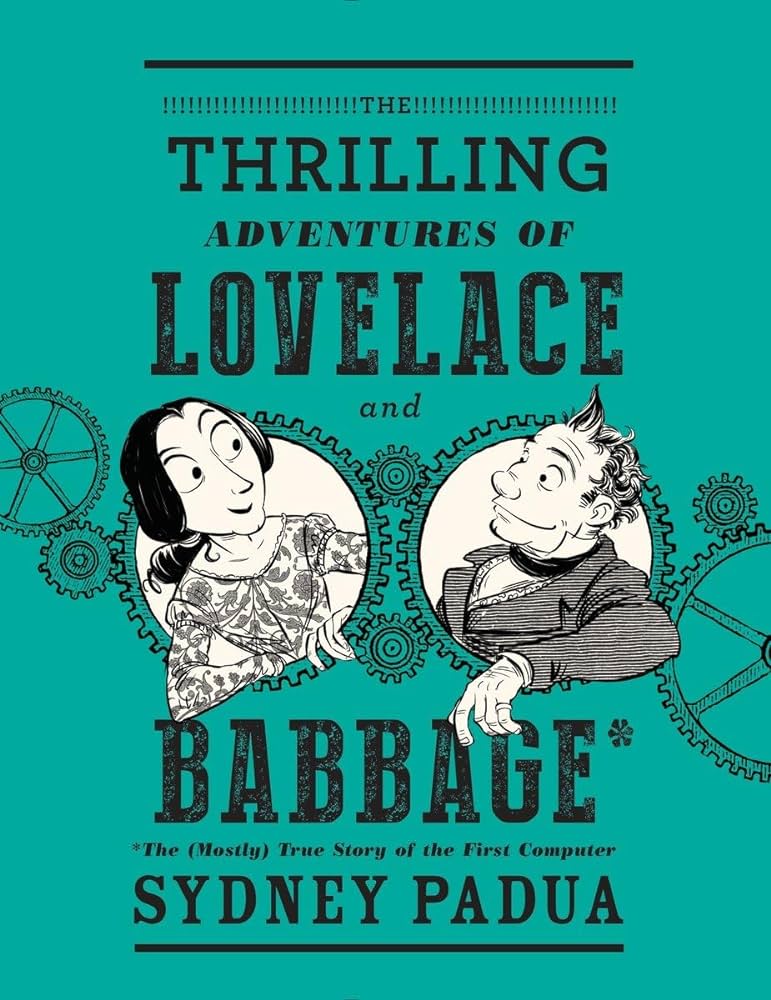 !!!!!!!!!!!!!!!!!!!!!!!THE!!!!!!!!!!!!!!!!!!!!!!!!
THRILLING
ADVENTURES OF
LOVELACE
and
BABBAGE*
*The (Mostly) True Story of the First Computer
SYDNEY PADUA